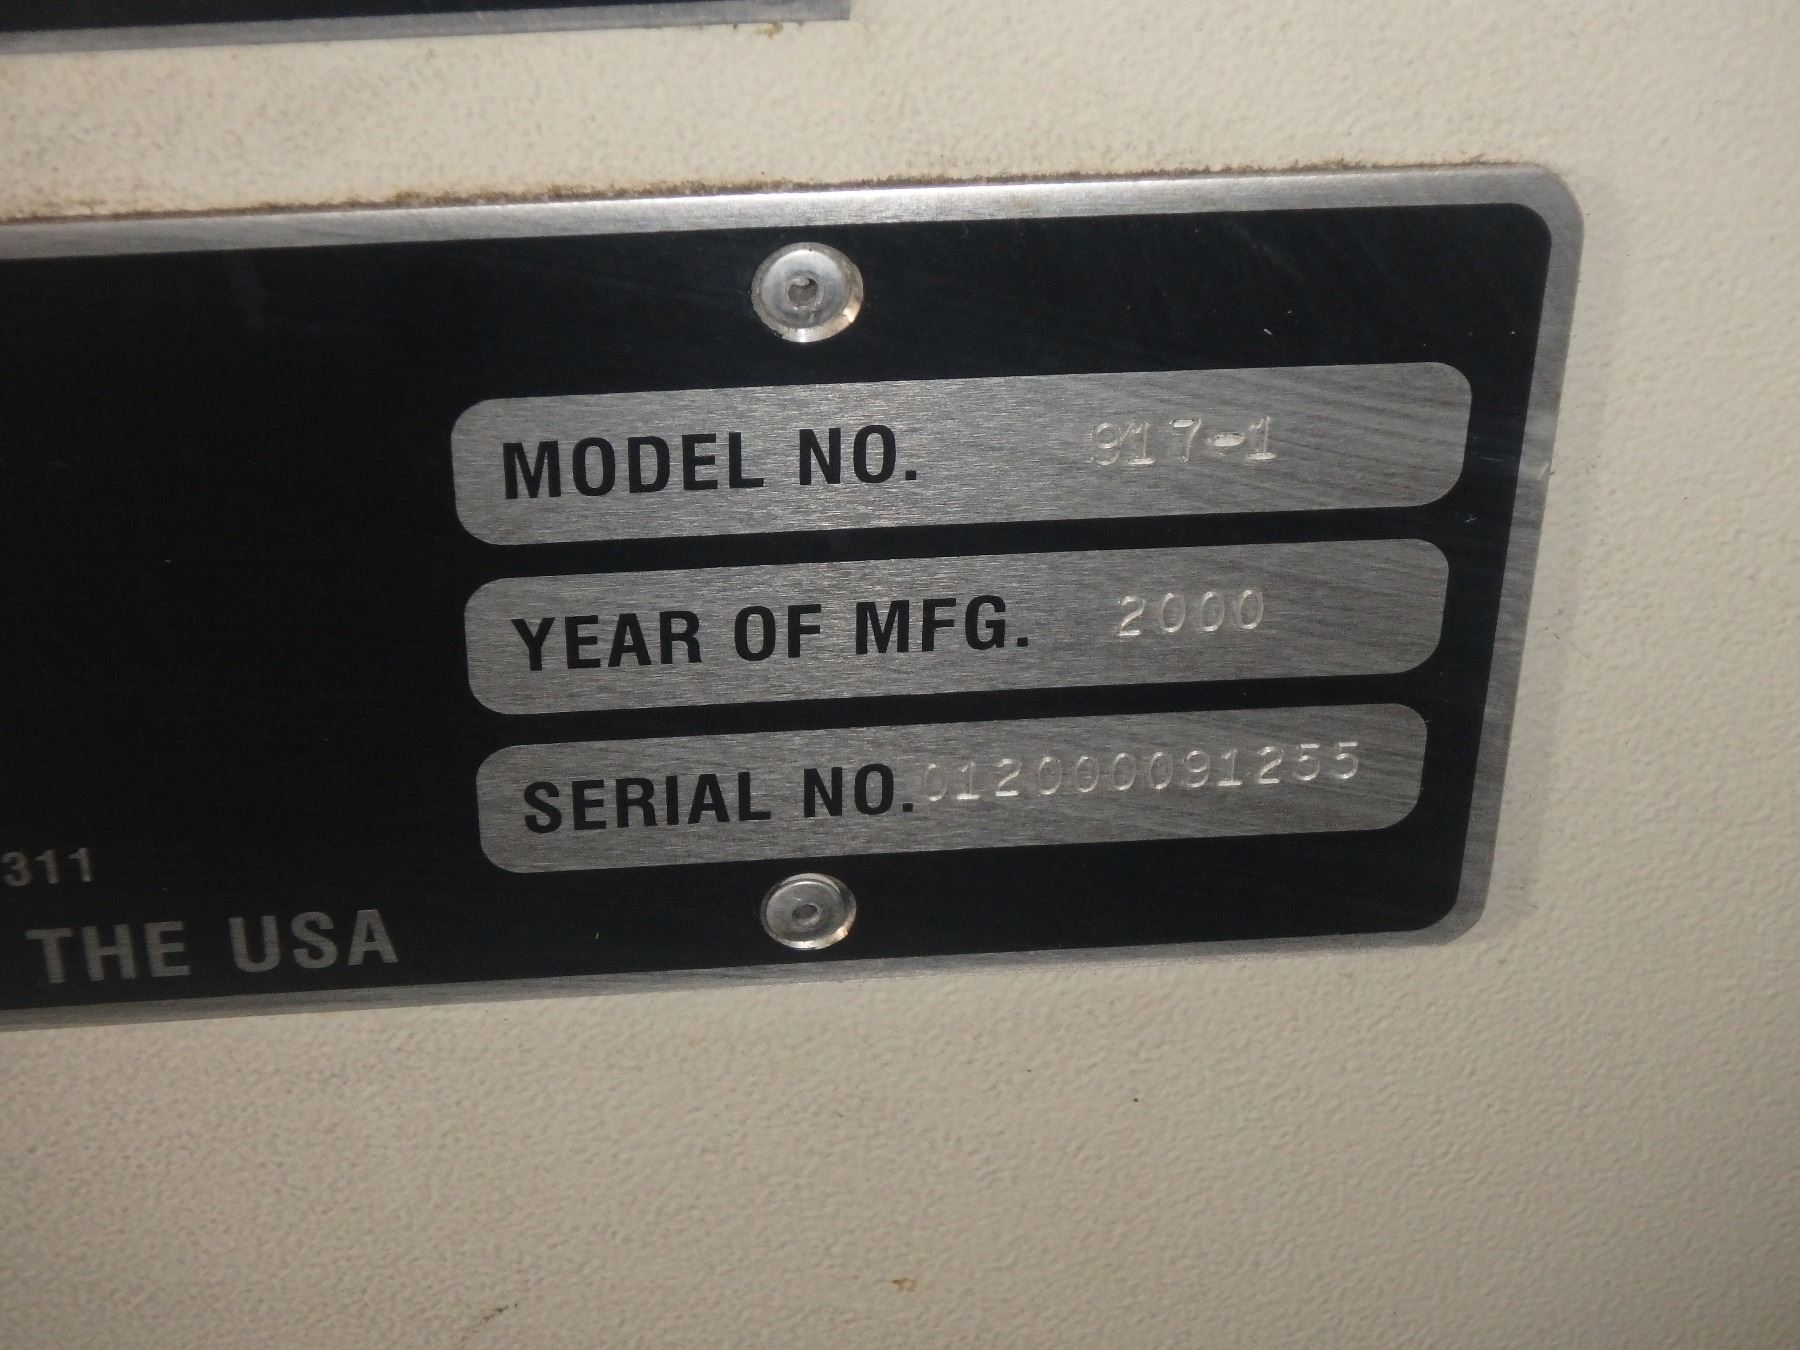 MODEL NO. 917-1
YEAR OF MFG. 2000
SERIAL NO. 012000091255
311
THE USA